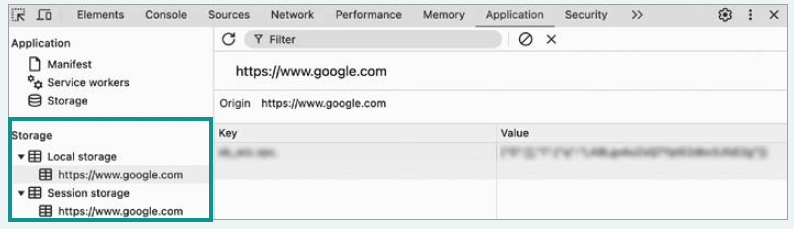 Elements Console Sources Network Performance Memory Application Security
Filter
Application
Manifest
Service workers
Storage
https://www.google.com
Origin https://www.google.com
Storage
Local storage
https://www.google.com
Session storage
https://www.google.com
Key Value